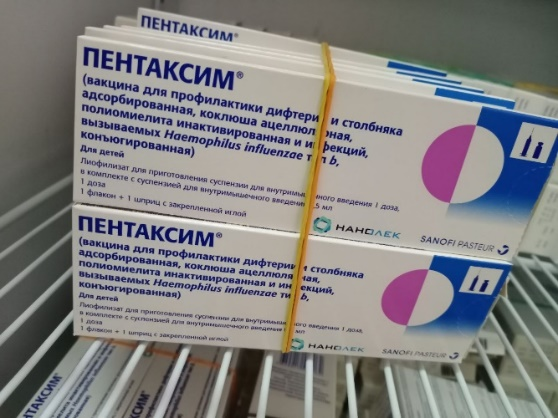 ПЕНТАКСИМ®
ПЕНТАКСИМ®
(вакцина для профилактики дифтерии и столбняка
адсорбированная, коклюша ацеллюлярная,
полиомиелита инактивированная и инфекций,
вызываемых Haemophilus influenzae тип b,
конъюгированная)
Для детей
Лиофилизат для приготовления суспензии для внутримышечного введения 1 доза,
в комплекте с суспензией для внутримышечного введения 0,5 мл
1 доза
1 флакон + 1 шприц с закрепленной иглой
НАНОЛЕК
SANOFI PASTEUR
ПЕНТАКСИМ®
(вакцина для профилактики дифтерии и столбняка
адсорбированная, коклюша ацеллюлярная,
полиомиелита инактивированная и инфекций,
вызываемых Haemophilus influenzae тип b,
конъюгированная)
Для детей
Лиофилизат для приготовления суспензии для внутримышечного введения 1 доза,
в комплекте с суспензией для внутримышечного введения мл
1 доза
1 флакон + 1 шприц с закрепленной иглой
НАНОЛЕК
SANOFI PASTEUR
ПЕНТАКСИМ®